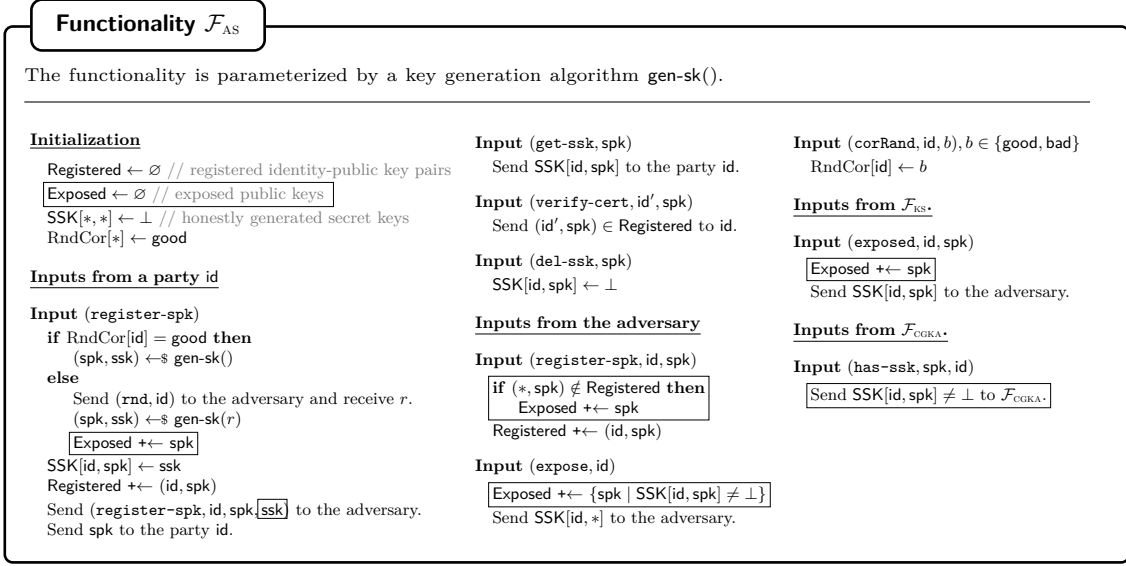 Functionality F_AS
The functionality is parameterized by a key generation algorithm gen-sk().
Initialization
Registered ← ∅ // registered identity-public key pairs
Exposed ← ∅ // exposed public keys
SSK[∗, ∗] ← ⊥ // honestly generated secret keys
RndCor[∗] ← good
Inputs from a party id
Input (register-spk)
if RndCor[id] = good then
(spk, ssk) ←$ gen-sk()
else
Send (rnd, id) to the adversary and receive r.
(spk, ssk) ←$ gen-sk(r)
Exposed +← spk
SSK[id, spk] ← ssk
Registered +← (id, spk)
Send (register-spk, id, spk, ssk) to the adversary.
Send spk to the party id.
Input (get-ssk, spk)
Send SSK[id, spk] to the party id.
Input (verify-cert, id′, spk)
Send (id′, spk) ∈ Registered to id.
Input (del-ssk, spk)
SSK[id, spk] ← ⊥
Inputs from the adversary
Input (register-spk, id, spk)
if (∗, spk) ∉ Registered then
Exposed +← spk
Registered +← (id, spk)
Input (expose, id)
Exposed +← {spk | SSK[id, spk] ≠ ⊥}
Send SSK[id, ∗] to the adversary.
Input (corRand, id, b), b ∈ {good, bad}
RndCor[id] ← b
Inputs from F_KS.
Input (exposed, id, spk)
Exposed +← spk
Send SSK[id, spk] to the adversary.
Inputs from F_CGKA.
Input (has-ssk, spk, id)
Send SSK[id, spk] ≠ ⊥ to F_CGKA.